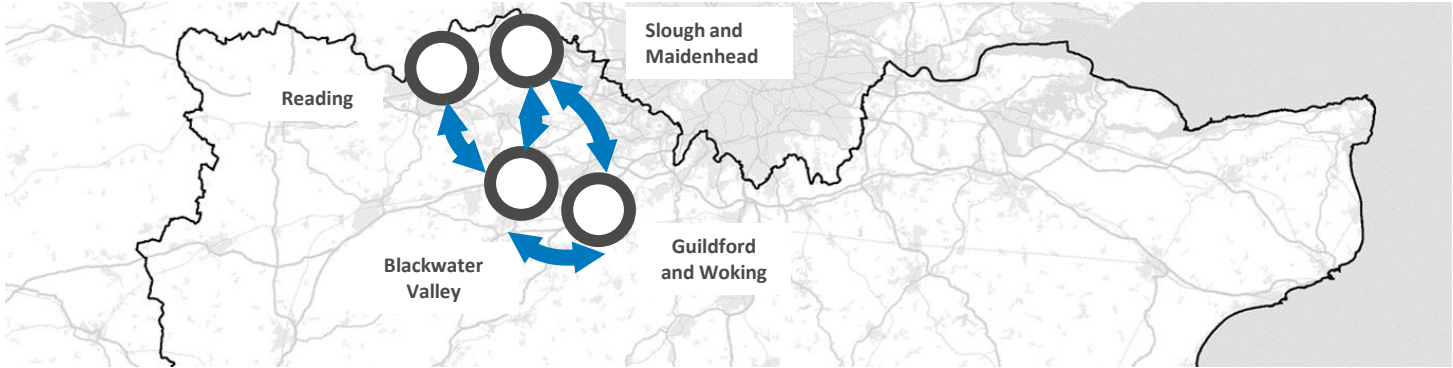 Slough and
Maidenhead
Reading
Blackwater
Valley
Guildford
and Woking